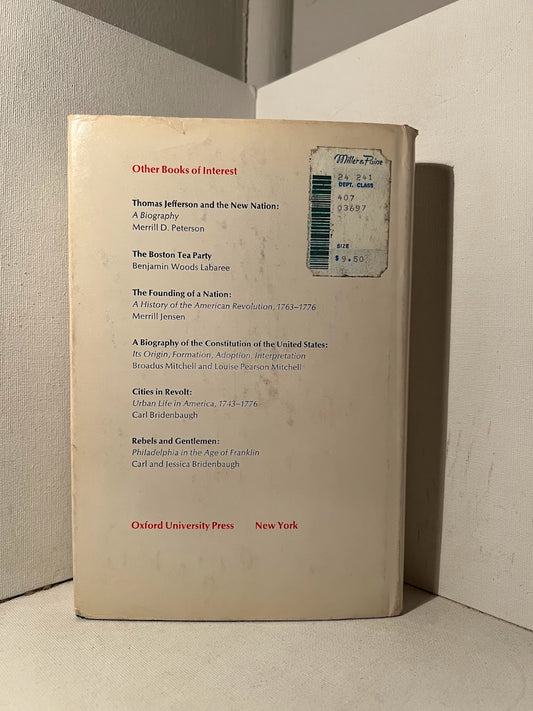 Other Books of Interest
Miller & Paine
24 241
DEPT. CLASS
407
03697
SIZE
$9.50
Thomas Jefferson and the New Nation:
A Biography
Merrill D. Peterson
The Boston Tea Party
Benjamin Woods Labaree
The Founding of a Nation:
A History of the American Revolution, 1763–1776
Merrill Jensen
A Biography of the Constitution of the United States:
Its Origin, Formation, Adoption, Interpretation
Broadus Mitchell and Louise Pearson Mitchell
Cities in Revolt:
Urban Life in America, 1743–1776
Carl Bridenbaugh
Rebels and Gentlemen:
Philadelphia in the Age of Franklin
Carl and Jessica Bridenbaugh
Oxford University Press New York